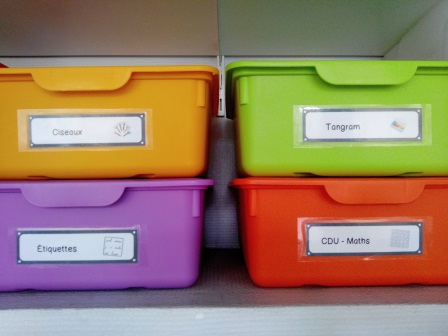 Ciseaux
Tangram
Étiquettes
CDU - Maths